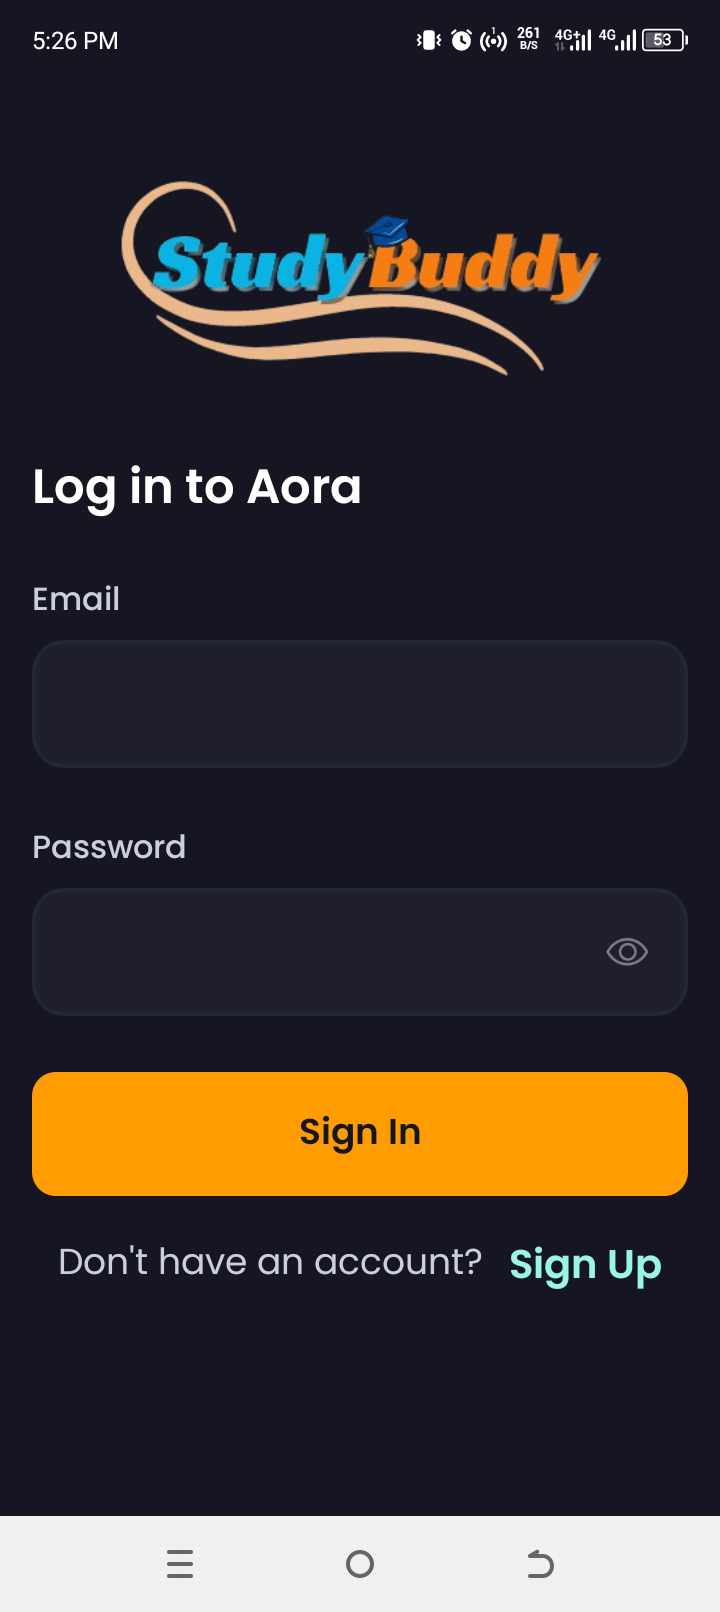 5:26 PM 1 261 B/S 4G+ 4G 53
StudyBuddy
Log in to Aora
Email
Password
Sign In
Don't have an account? Sign Up